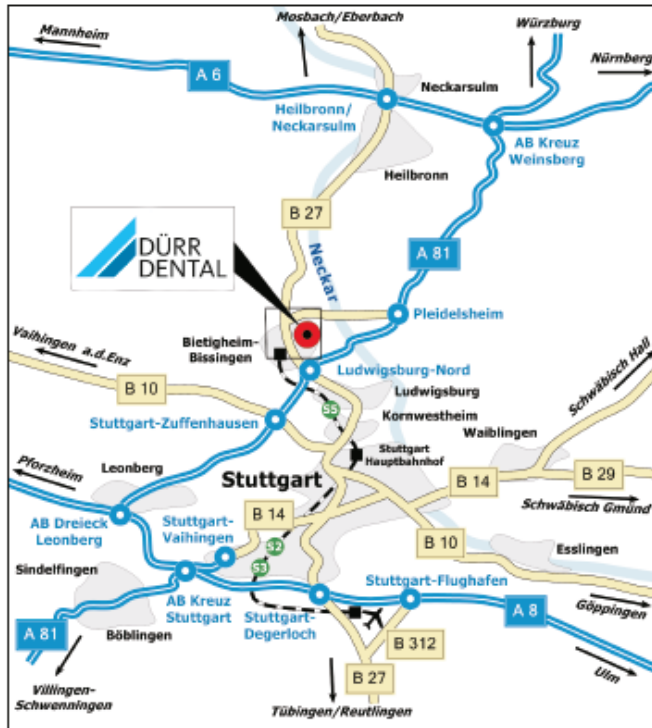 Mosbach/Eberbach
Würzburg
Mannheim
Nürnberg
A 6
Neckarsulm
Heilbronn/
Neckarsulm
AB Kreuz
Weinsberg
Heilbronn
B 27
Neckar
A 81
DÜRR
DENTAL
Pleidelsheim
Vaihingen a.d.Enz
Bietigheim-
Bissingen
Ludwigsburg-Nord
Schwäbisch Hall
B 10
Ludwigsburg
S5
Stuttgart-Zuffenhausen
Kornwestheim
Waiblingen
Pforzheim
Leonberg
Stuttgart
Stuttgart
Hauptbahnhof
B 14
B 29
Schwäbisch Gmünd
AB Dreieck
Leonberg
Stuttgart-
Vaihingen
B 14
B 10
S2
S3
Esslingen
Sindelfingen
Stuttgart-Flughafen
Göppingen
AB Kreuz
Stuttgart
Stuttgart-
Degerloch
A 8
Böblingen
A 81
B 312
Ulm
B 27
Villingen-
Schwenningen
Tübingen/Reutlingen